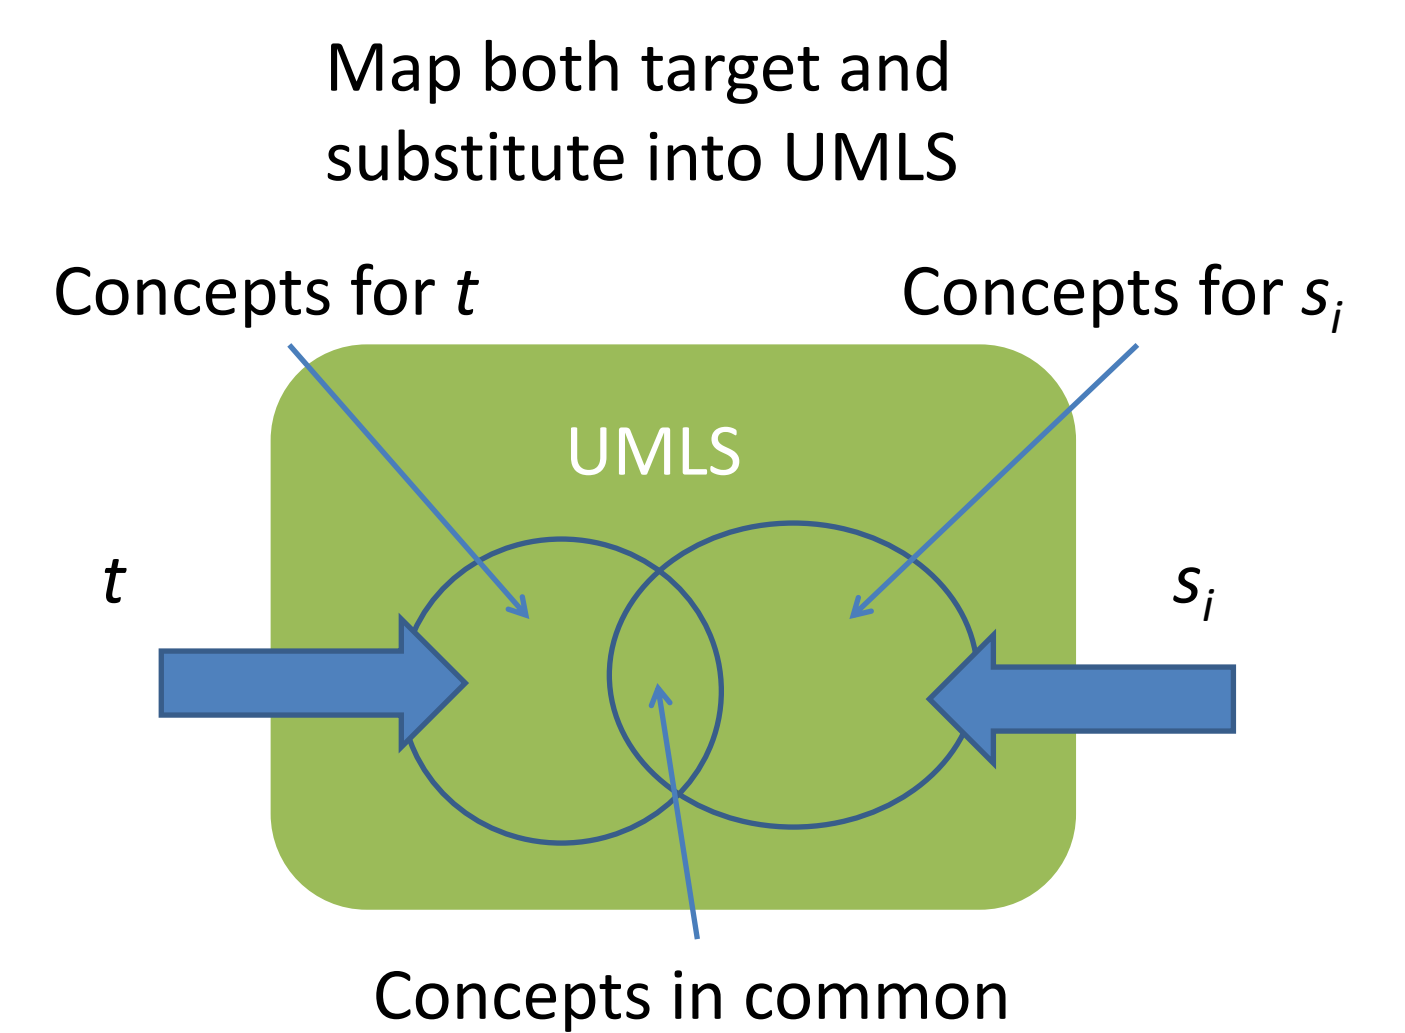 Map both target and
substitute into UMLS
Concepts for t
Concepts for si
UMLS
t
si
Concepts in common